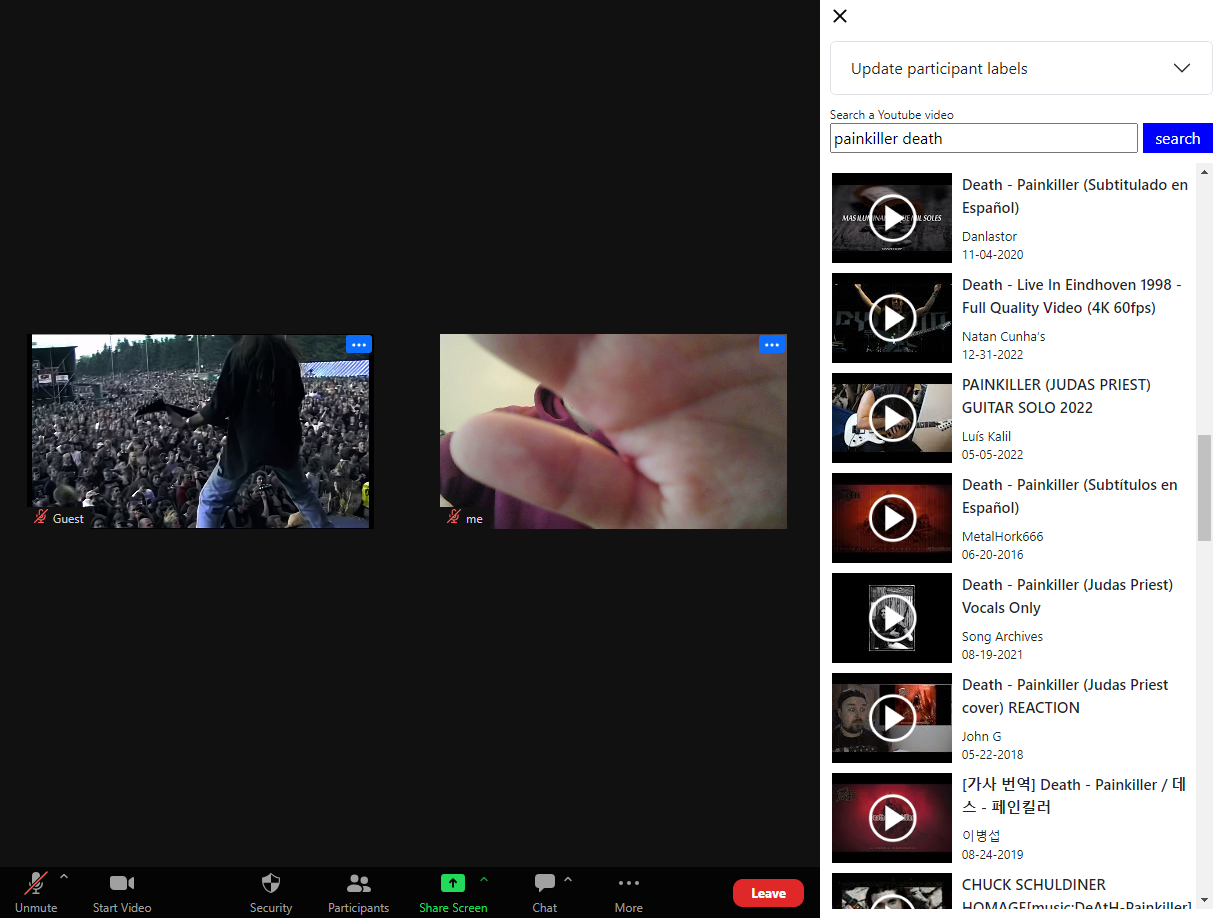 Update participant labels
Search a Youtube video
painkiller death
search
MAS ILUMINA
UE MIL SOLES
Death - Painkiller (Subtitulado en
Español)
Danlastor
11-04-2020
Death - Live In Eindhoven 1998 -
Full Quality Video (4K 60fps)
Natan Cunha's
12-31-2022
PAINKILLER (JUDAS PRIEST)
GUITAR SOLO 2022
Luís Kalil
05-05-2022
Death - Painkiller (Subtítulos en
Español)
MetalHork666
06-20-2016
Death - Painkiller (Judas Priest)
Vocals Only
Song Archives
08-19-2021
Death - Painkiller (Judas Priest
cover) REACTION
John G
05-22-2018
[가사 번역] Death - Painkiller / 데
스 - 페인킬러
이병섭
08-24-2019
CHUCK SCHULDINER
HOMAGE[music:DeAtH-Painkiller]
Guest
me
Unmute
Start Video
Security
Participants
Share Screen
Chat
More
Leave